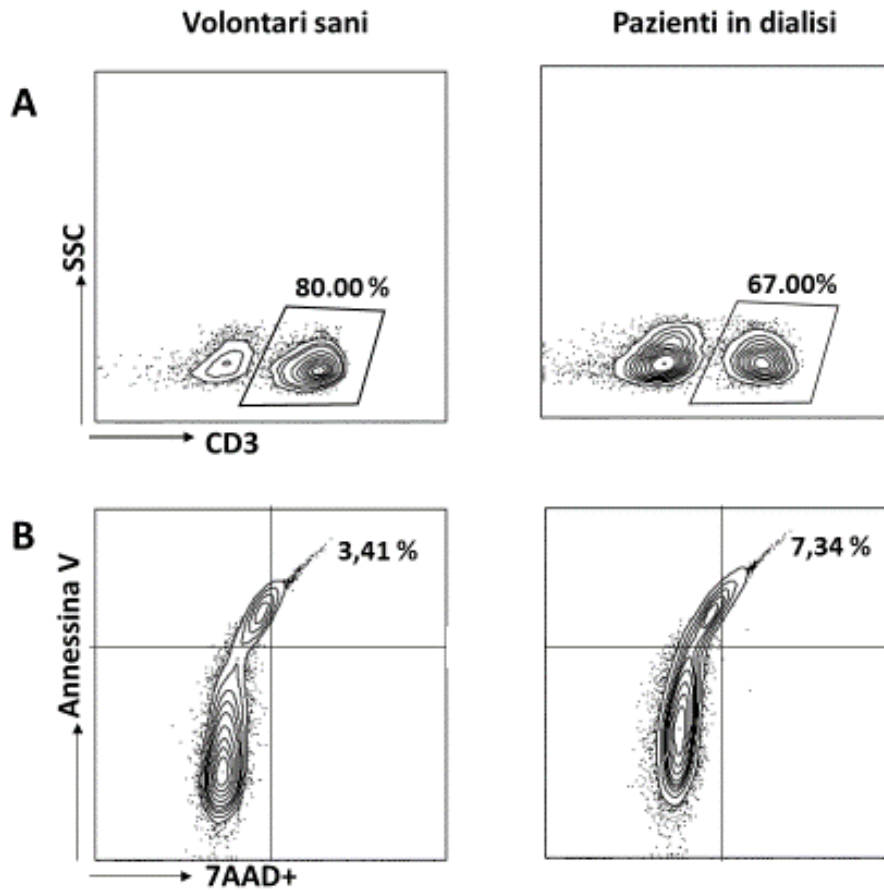 Volontari sani
Pazienti in dialisi
A
SSC
80.00 %
67.00%
CD3
B
Annessina V
3,41 %
7,34 %
7AAD+